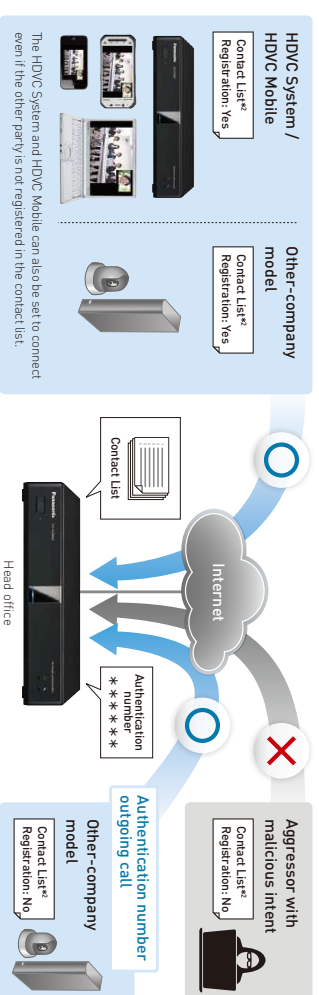 HDVC System /
HDVC Mobile
Contact List*2
Registration: Yes
Panasonic
Other-company
model
Contact List*2
Registration: Yes
The HDVC System and HDVC Mobile can also be set to connect
even if the other party is not registered in the contact list.
Internet
Contact List
Authentication
number
******
Panasonic
Head office
Aggressor with
malicious intent
Contact List*2
Registration: No
Authentication number
outgoing call
Other-company
model
Contact List*2
Registration: No